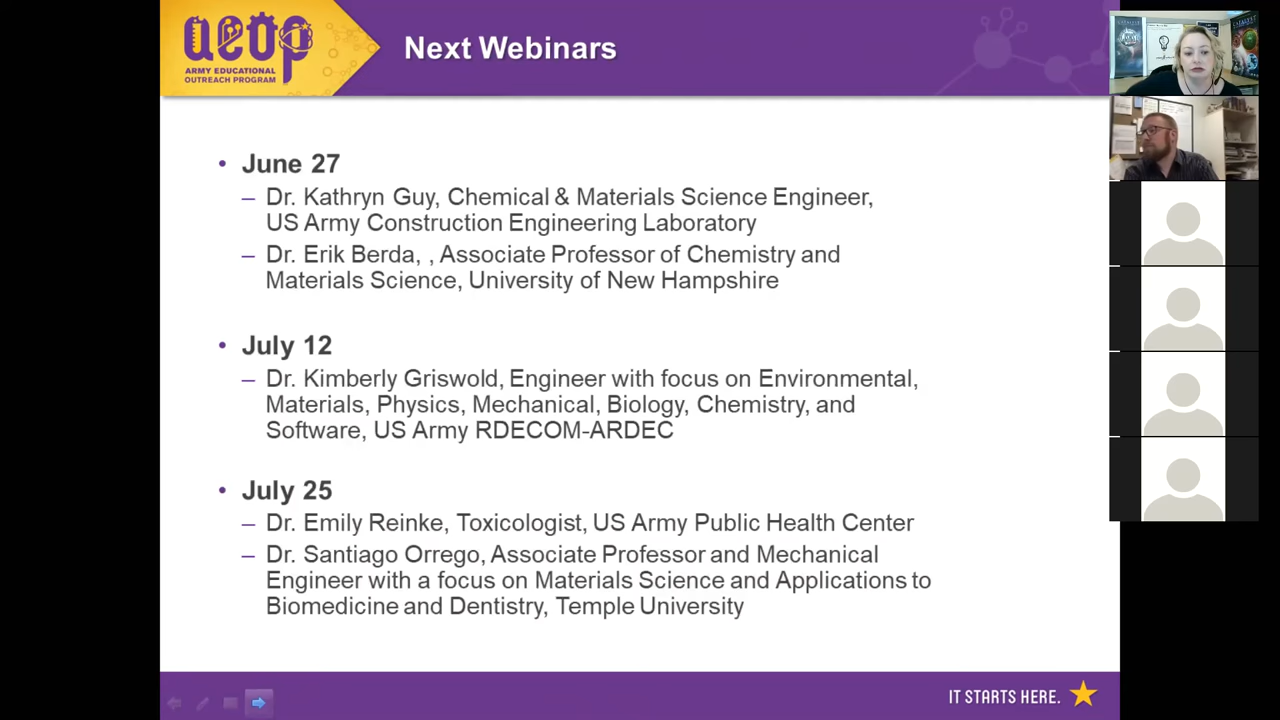 aeop
ARMY EDUCATIONAL
OUTREACH PROGRAM
Next Webinars
• June 27
– Dr. Kathryn Guy, Chemical & Materials Science Engineer,
US Army Construction Engineering Laboratory
– Dr. Erik Berda, , Associate Professor of Chemistry and
Materials Science, University of New Hampshire
• July 12
– Dr. Kimberly Griswold, Engineer with focus on Environmental,
Materials, Physics, Mechanical, Biology, Chemistry, and
Software, US Army RDECOM-ARDEC
• July 25
– Dr. Emily Reinke, Toxicologist, US Army Public Health Center
– Dr. Santiago Orrego, Associate Professor and Mechanical
Engineer with a focus on Materials Science and Applications to
Biomedicine and Dentistry, Temple University
IT STARTS HERE.